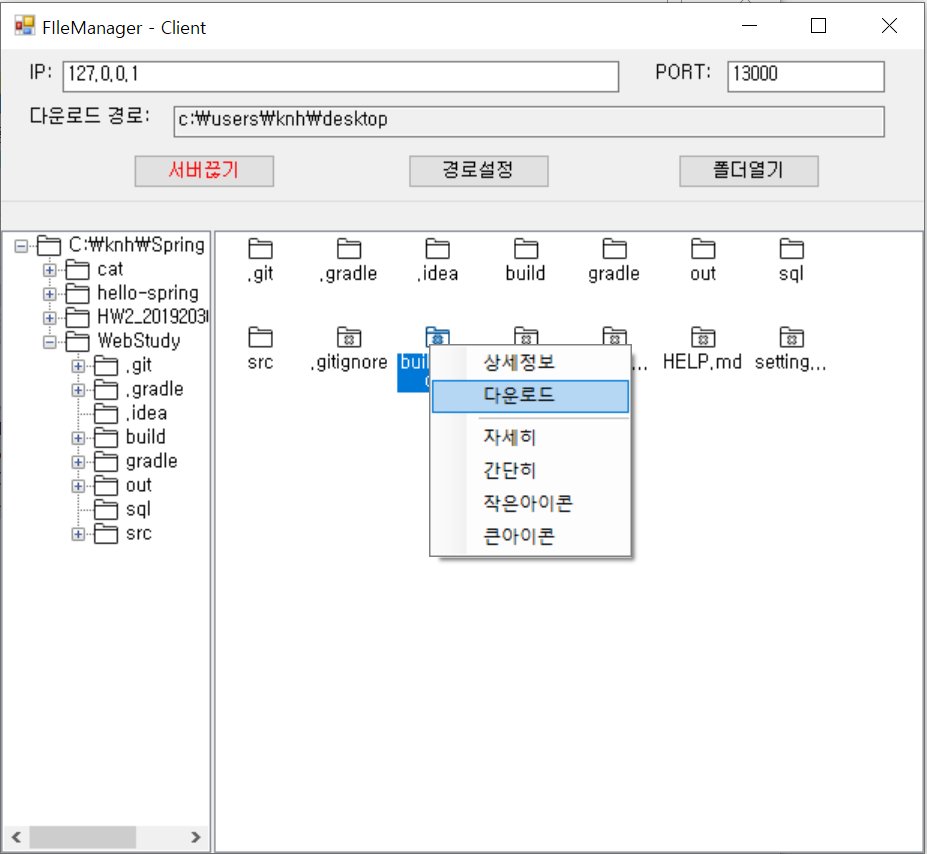 FIleManager - Client
IP: 127.0.0.1 PORT: 13000
다운로드 경로: c:₩users₩knh₩desktop
서버끊기 경로설정 폴더열기
C:₩knh₩Spring
cat
hello-spring
HW2_2019203
WebStudy
.git
.gradle
.idea
build
gradle
out
sql
src
.git .gradle .idea build gradle out sql
src .gitignore buil ... HELP.md setting...
상세정보
다운로드
자세히
간단히
작은아이콘
큰아이콘